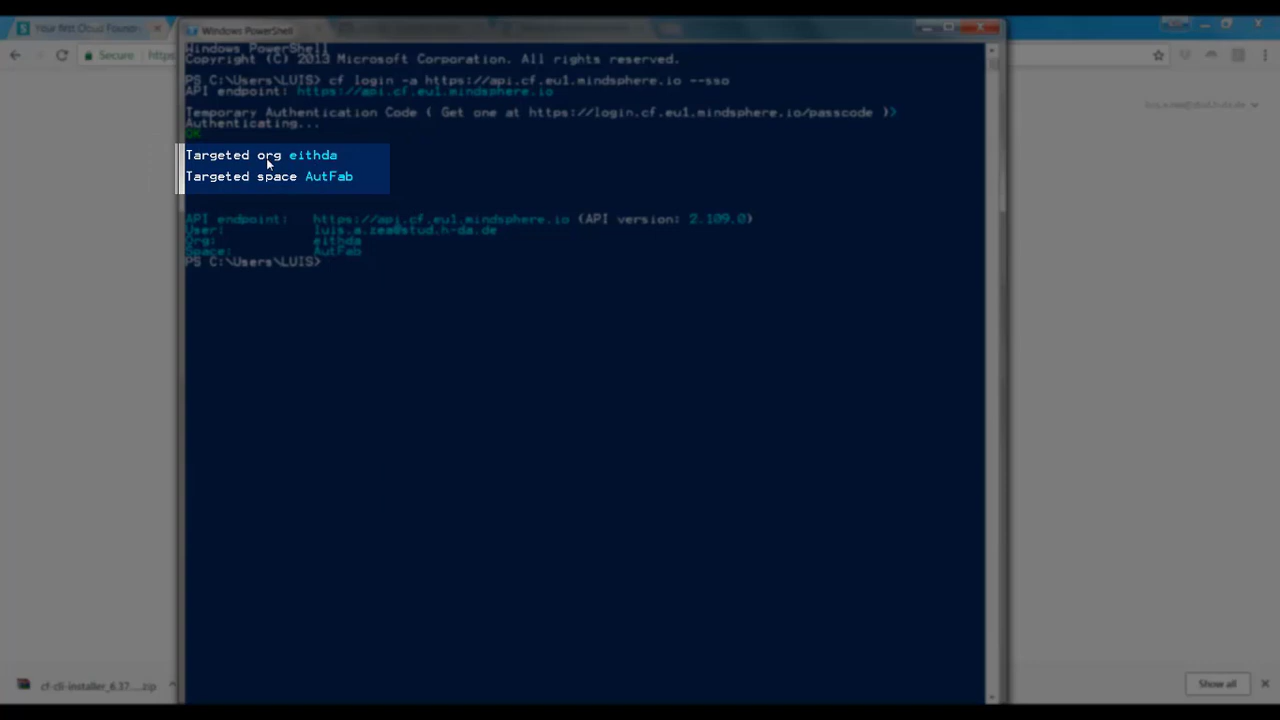 Your first Cloud Foundr
Windows PowerShell
Secure
https
Windows PowerShell
Copyright (C) 2013 Microsoft Corporation. All rights reserved.
PS C:\Users\LUIS> cf login -a https://api.cf.eu1.mindsphere.io --sso
API endpoint: https://api.cf.eu1.mindsphere.io
Temporary Authentication Code ( Get one at https://login.cf.eu1.mindsphere.io/passcode )>
Authenticating...
OK
Targeted org eithda
Targeted space AutFab
API endpoint: https://api.cf.eu1.mindsphere.io (API version: 2.109.0)
User: luis.a.zea@stud.h-da.de
Org: eithda
Space: AutFab
PS C:\Users\LUIS>
cf-cli-installer_6.37....zip
Show all